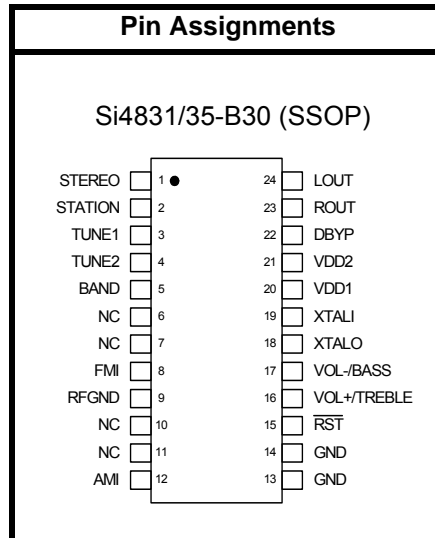 Pin Assignments
Si4831/35-B30 (SSOP)
STEREO 1 24 LOUT
STATION 2 23 ROUT
TUNE1 3 22 DBYP
TUNE2 4 21 VDD2
BAND 5 20 VDD1
NC 6 19 XTALI
NC 7 18 XTALO
FMI 8 17 VOL-/BASS
RFGND 9 16 VOL+/TREBLE
NC 10 15 RST
NC 11 14 GND
AMI 12 13 GND